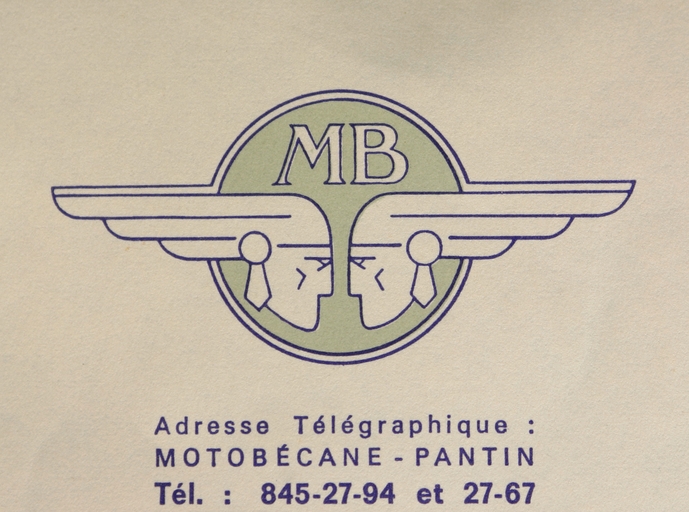 MB
Adresse Télégraphique :
MOTOBÉCANE - PANTIN
Tél. : 845-27-94 et 27-67